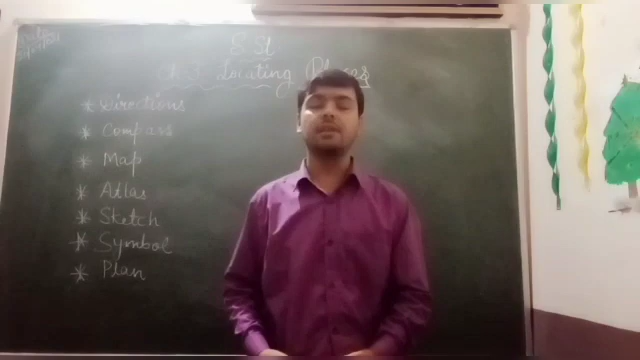 S.St
Locating Places
* Directions
* Compass
* Map
* Atlas
* Sketch
* Symbol
* Plan